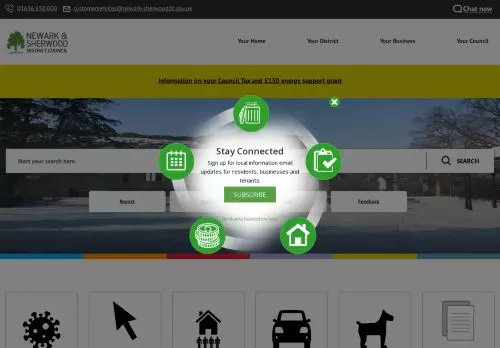 01636 650 000 customerservices@newark-sherwooddc.gov.uk Chat now
NEWARK &
SHERWOOD
DISTRICT COUNCIL
Your Home Your District Your Business Your Council
Information on your Council Tax and £150 energy support grant
Stay Connected
Sign up for local information email
updates for residents, businesses and
tenants.
Start your search here SEARCH
SUBSCRIBE
Report Feedback